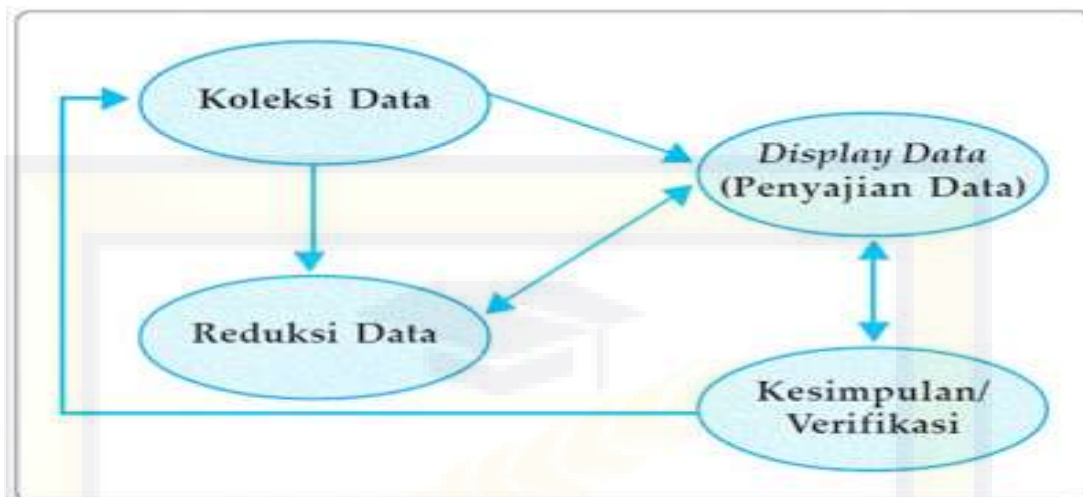 Koleksi Data
Display Data
(Penyajian Data)
Reduksi Data
Kesimpulan/
Verifikasi